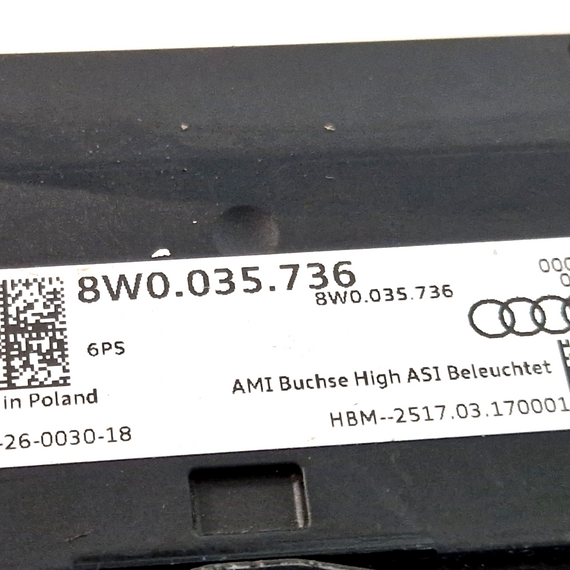 8W0.035.736
8W0.035.736
6PS
in Poland
AMI Buchse High ASI Beleuchtet
-26-0030-18
HBM--2517.03.170001